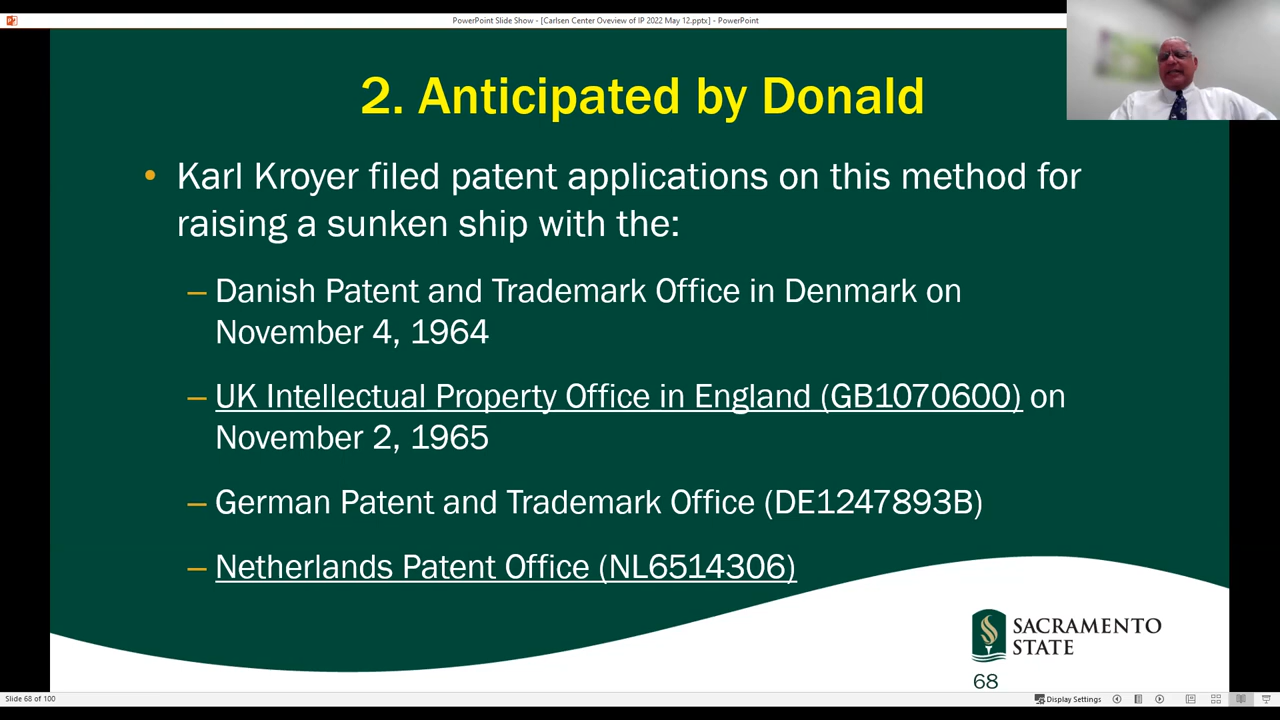 PowerPoint Slide Show - [Carlsen Center Oveview of IP 2022 May 12.pptx] - PowerPoint
2. Anticipated by Donald
• Karl Kroyer filed patent applications on this method for
raising a sunken ship with the:
– Danish Patent and Trademark Office in Denmark on
November 4, 1964
– UK Intellectual Property Office in England (GB1070600) on
November 2, 1965
– German Patent and Trademark Office (DE1247893B)
– Netherlands Patent Office (NL6514306)
SACRAMENTO
STATE
68
Slide 68 of 100
Display Settings